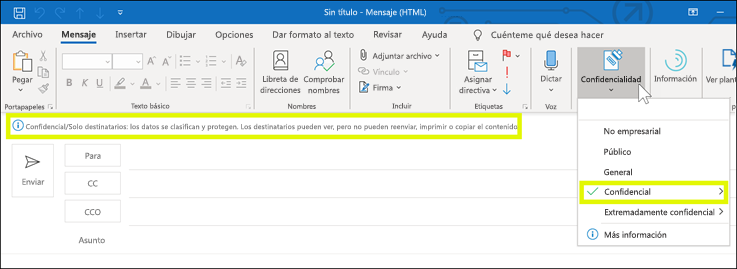 Sin título - Mensaje (HTML)
Archivo Mensaje Insertar Dibujar Opciones Dar formato al texto Revisar Ayuda Cuénteme qué desea hacer
Pegar
Portapapeles
N K S
A
Texto básico
Libreta de direcciones
Comprobar nombres
Nombres
Adjuntar archivo
Vínculo
Firma
Incluir
Asignar directiva
Etiquetas
Dictar
Voz
Confidencialidad
Información
Ver plant
Confidencial/Solo destinatarios: los datos se clasifican y protegen. Los destinatarios pueden ver, pero no pueden reenviar, imprimir o copiar el contenido
Enviar
Para
CC
CCO
Asunto
No empresarial
Público
General
Confidencial
Extremadamente confidencial
Más información